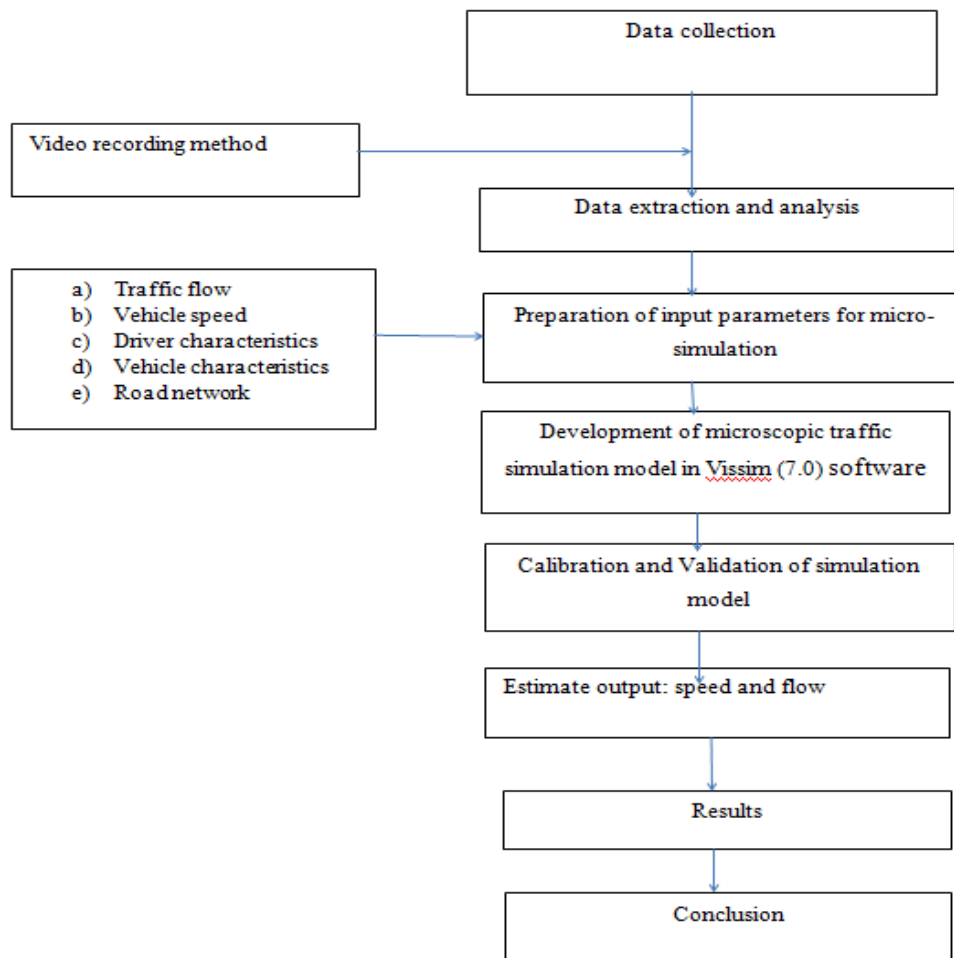 Data collection
Video recording method
Data extraction and analysis
a) Traffic flow
b) Vehicle speed
c) Driver characteristics
d) Vehicle characteristics
e) Road network
Preparation of input parameters for micro-
simulation
Development of microscopic traffic
simulation model in Vissim (7.0) software
Calibration and Validation of simulation
model
Estimate output: speed and flow
Results
Conclusion